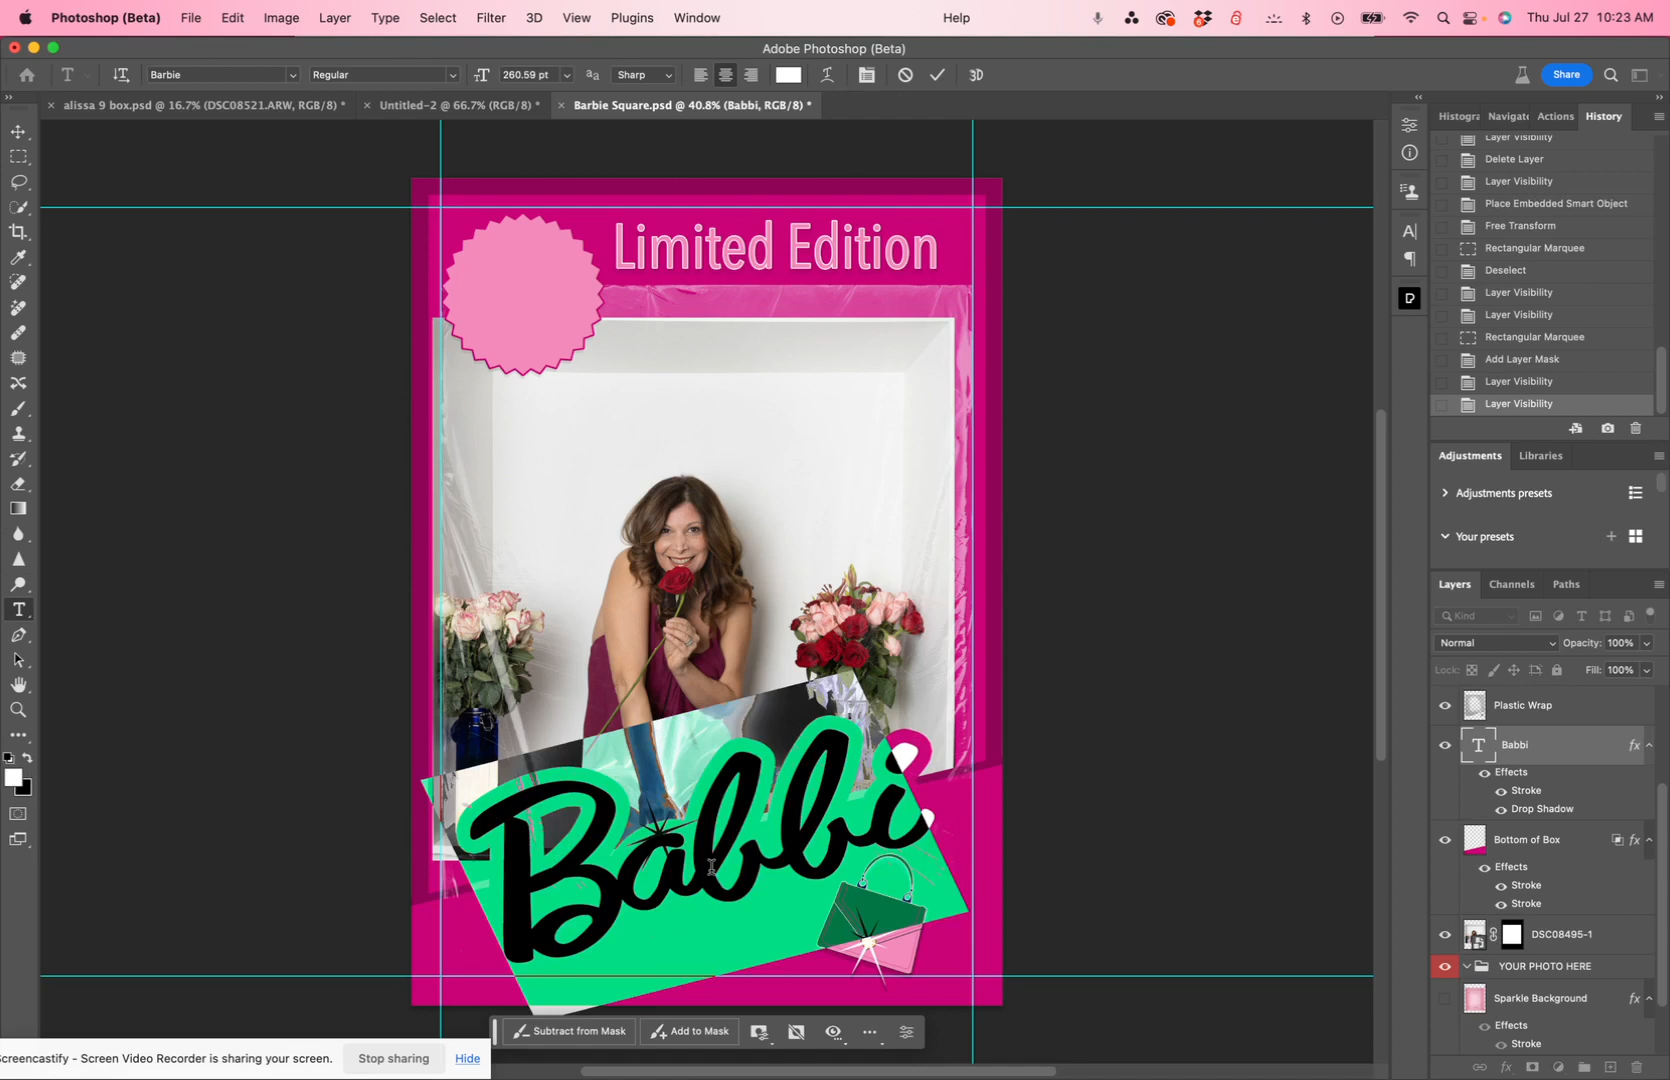 Photoshop (Beta) File Edit Image Layer Type Select Filter 3D View Plugins Window Help Thu Jul 27 10:23 AM
Adobe Photoshop (Beta)
Barbie Regular 260.59 pt Sharp 3D Share
alissa 9 box.psd @ 16.7% (DSC08521.ARW, RGB/8) * Untitled-2 @ 66.7% (RGB/8) * Barbie Square.psd @ 40.8% (Babbi, RGB/8) *
Histogra Navigat Actions History
Layer Visibility
Delete Layer
Layer Visibility
Place Embedded Smart Object
Free Transform
Rectangular Marquee
Deselect
Layer Visibility
Layer Visibility
Rectangular Marquee
Add Layer Mask
Layer Visibility
Layer Visibility
Adjustments Libraries
Adjustments presets
Your presets
Layers Channels Paths
Kind
Normal Opacity: 100%
Lock: Fill: 100%
Plastic Wrap
Babbi fx
Effects
Stroke
Drop Shadow
Bottom of Box fx
Effects
Stroke
Stroke
DSC08495-1
YOUR PHOTO HERE
Sparkle Background fx
Effects
Stroke
Limited Edition
Babbi
Subtract from Mask Add to Mask
Screencastify - Screen Video Recorder is sharing your screen. Stop sharing Hide